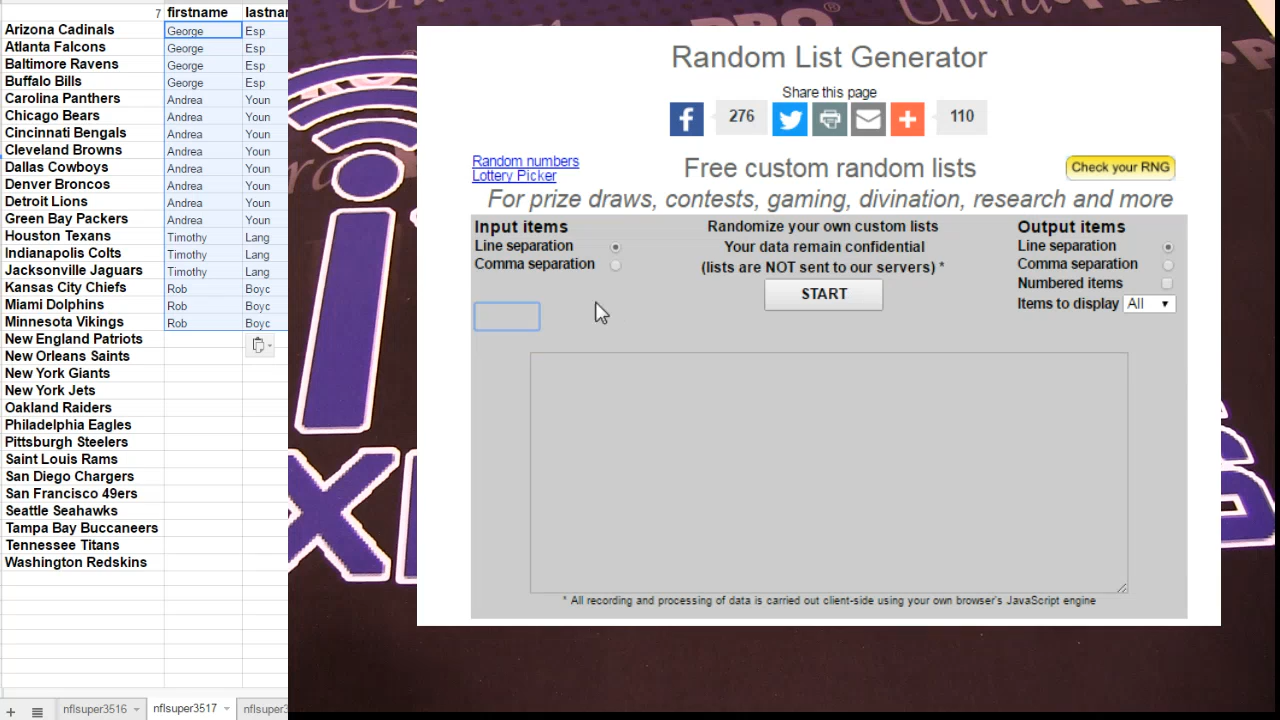 7 firstname lastna
Arizona Cadinals George Esp
Atlanta Falcons George Esp
Baltimore Ravens George Esp
Buffalo Bills George Esp
Carolina Panthers Andrea Youn
Chicago Bears Andrea Youn
Cincinnati Bengals Andrea Youn
Cleveland Browns Andrea Youn
Dallas Cowboys Andrea Youn
Denver Broncos Andrea Youn
Detroit Lions Andrea Youn
Green Bay Packers Andrea Youn
Houston Texans Timothy Lang
Indianapolis Colts Timothy Lang
Jacksonville Jaguars Timothy Lang
Kansas City Chiefs Rob Boyc
Miami Dolphins Rob Boyc
Minnesota Vikings Rob Boyc
New England Patriots
New Orleans Saints
New York Giants
New York Jets
Oakland Raiders
Philadelphia Eagles
Pittsburgh Steelers
Saint Louis Rams
San Diego Chargers
San Francisco 49ers
Seattle Seahawks
Tampa Bay Buccaneers
Tennessee Titans
Washington Redskins
nflsuper3516 nflsuper3517 nflsuper3
Random List Generator
Share this page
276 110
Random numbers
Lottery Picker
Free custom random lists
Check your RNG
For prize draws, contests, gaming, divination, research and more
Input items
Line separation
Comma separation
Randomize your own custom lists
Your data remain confidential
(lists are NOT sent to our servers) *
START
Output items
Line separation
Comma separation
Numbered items
Items to display All
* All recording and processing of data is carried out client-side using your own browser's JavaScript engine